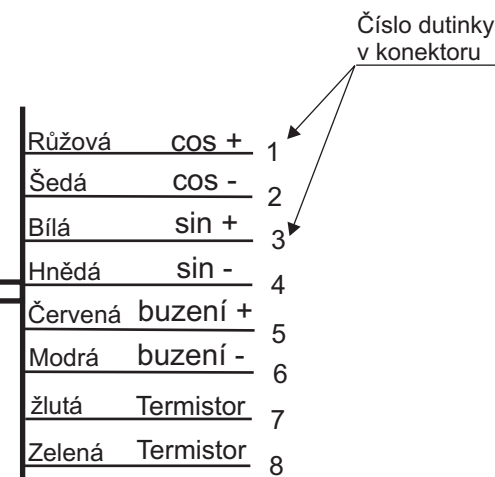 Číslo dutinky
v konektoru
Růžová cos + 1
Šedá cos - 2
Bílá sin + 3
Hnědá sin - 4
Červená buzení + 5
Modrá buzení - 6
žlutá Termistor 7
Zelená Termistor 8